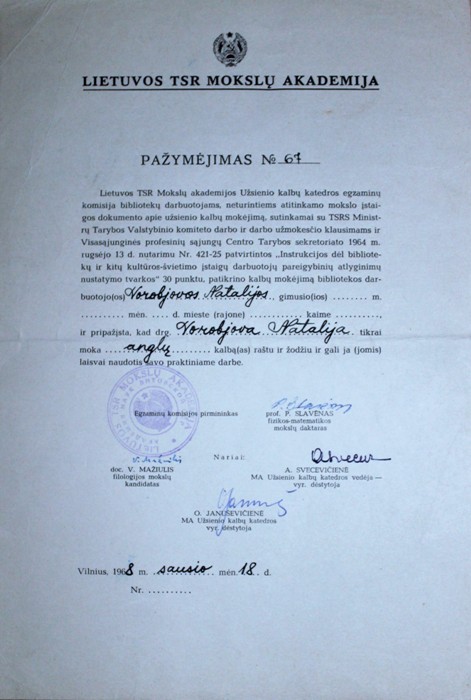 LIETUVOS TSR MOKSLŲ AKADEMIJA
PAŽYMĖJIMAS № 67
Lietuvos TSR Mokslų akademijos Užsienio kalbų katedros egzaminų
komisija bibliotekų darbuotojams, neturintiems atitinkamo mokslo įstai-
gos dokumento apie užsienio kalbų mokėjimą, sutinkamai su TSRS Ministr-
rų Tarybos Valstybinio komiteto darbo ir darbo užmokesčio klausimams ir
Visasąjunginės profesinių sąjungų Centro Tarybos sekretoriato 1964 m.
rugsėjo 13 d. nutarimu Nr. 421-25 patvirtintos „Instrukcijos dėl bibliote-
kų ir kitų kultūros-švietimo įstaigų darbuotojų pareigybinių atlyginimų
nustatymo tvarkos" 30 punktu, patikrino kalbų mokėjimą bibliotekos dar-
buotojo(os) Vorobjovos Natalijos, gimusio(ios) ........ m.
.......... mėn. .... d. mieste (rajone) .......... kaime ..........,
ir pripažįsta, kad drg. Vorobjova Natalija tikrai
moka ..anglų........ kalbą(as) raštu ir žodžiu ir gali ja (jomis)
laisvai naudotis savo praktiniame darbe.
Egzaminų komisijos pirmininkas
prof. P. SLAVĖNAS
fizikos-matematikos
mokslų daktaras
Nariai:
doc. V. MAŽIULIS
filologijos mokslų
kandidatas
A. SVECEVIČIENĖ
MA Užsienio kalbų katedros vedėja —
vyr. dėstytoja
O. JANUŠEVIČIENĖ
MA Užsienio kalbų katedros
vyr. dėstytoja
Vilnius, 1968 m. sausio mėn. 18 d.
Nr. ..........